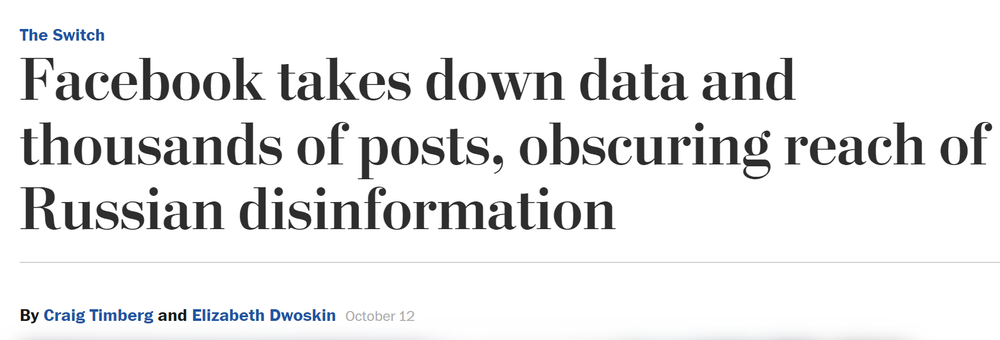 The Switch
Facebook takes down data and
thousands of posts, obscuring reach of
Russian disinformation
By Craig Timberg and Elizabeth Dwoskin October 12